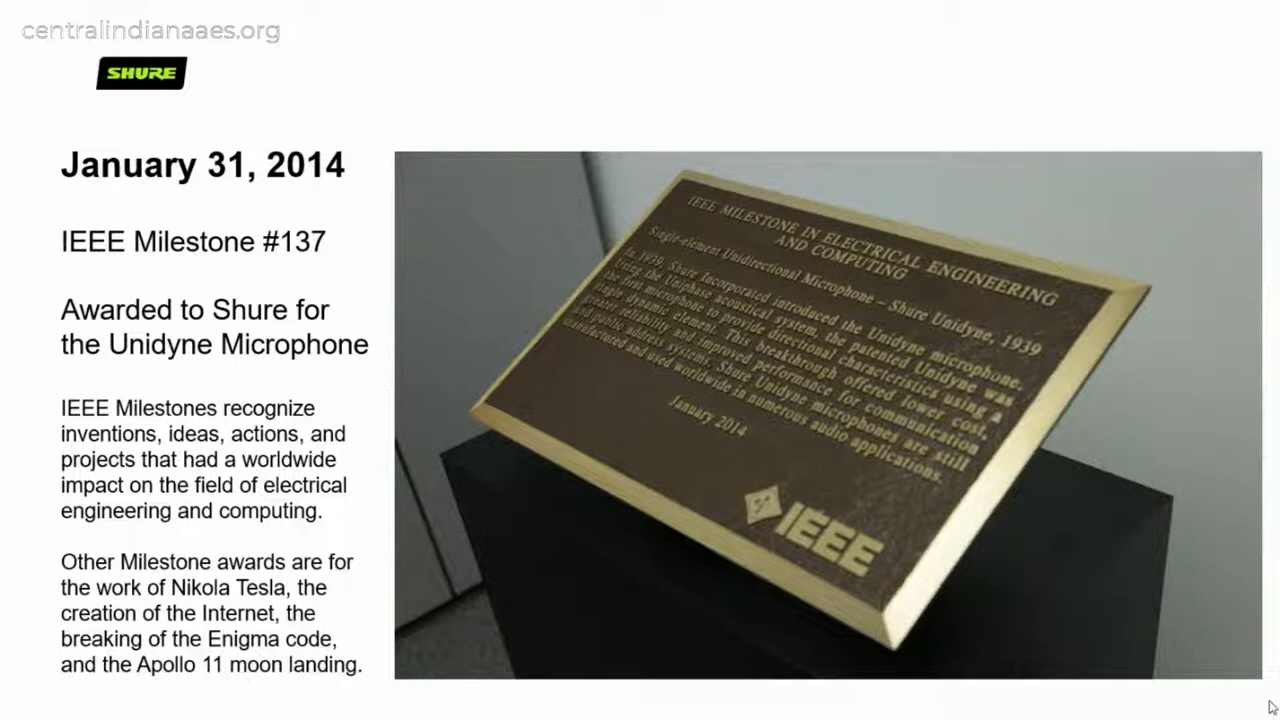 centralindianaaes.org
SHURE
January 31, 2014
IEEE Milestone #137
Awarded to Shure for
the Unidyne Microphone
IEEE Milestones recognize
inventions, ideas, actions, and
projects that had a worldwide
impact on the field of electrical
engineering and computing.
Other Milestone awards are for
the work of Nikola Tesla, the
creation of the Internet, the
breaking of the Enigma code,
and the Apollo 11 moon landing.
IEEE MILESTONE IN ELECTRICAL ENGINEERING
AND COMPUTING
Single-element Unidirectional Microphone – Shure Unidyne, 1939
In 1939, Shure Incorporated introduced the Unidyne microphone.
Using the Uniphase acoustical system, the patented Unidyne was
the first microphone to provide directional characteristics using a
single dynamic element. This breakthrough offered lower cost,
greater reliability and improved performance for communication
and public address systems. Shure Unidyne microphones are still
manufactured and used worldwide in numerous audio applications.
January 2014
IEEE